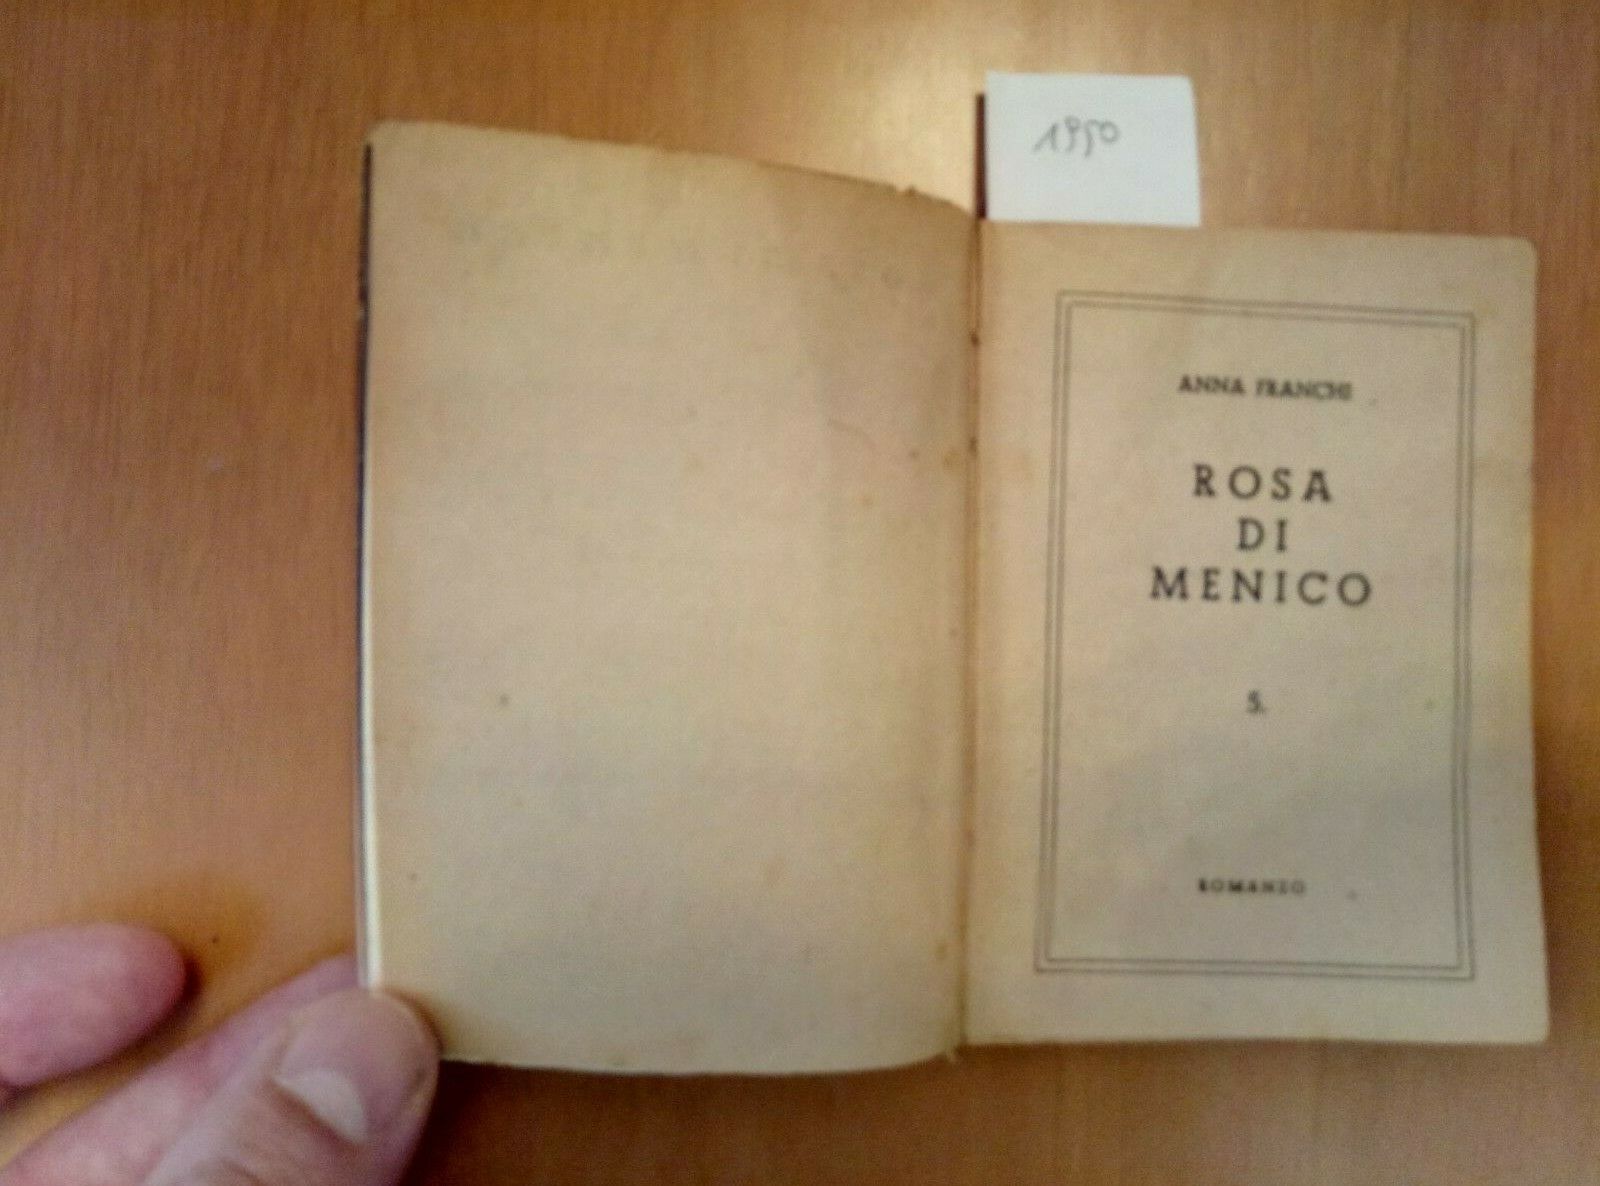 1950
ANNA FRANCHI
ROSA
DI
MENICO
5.
ROMANZO